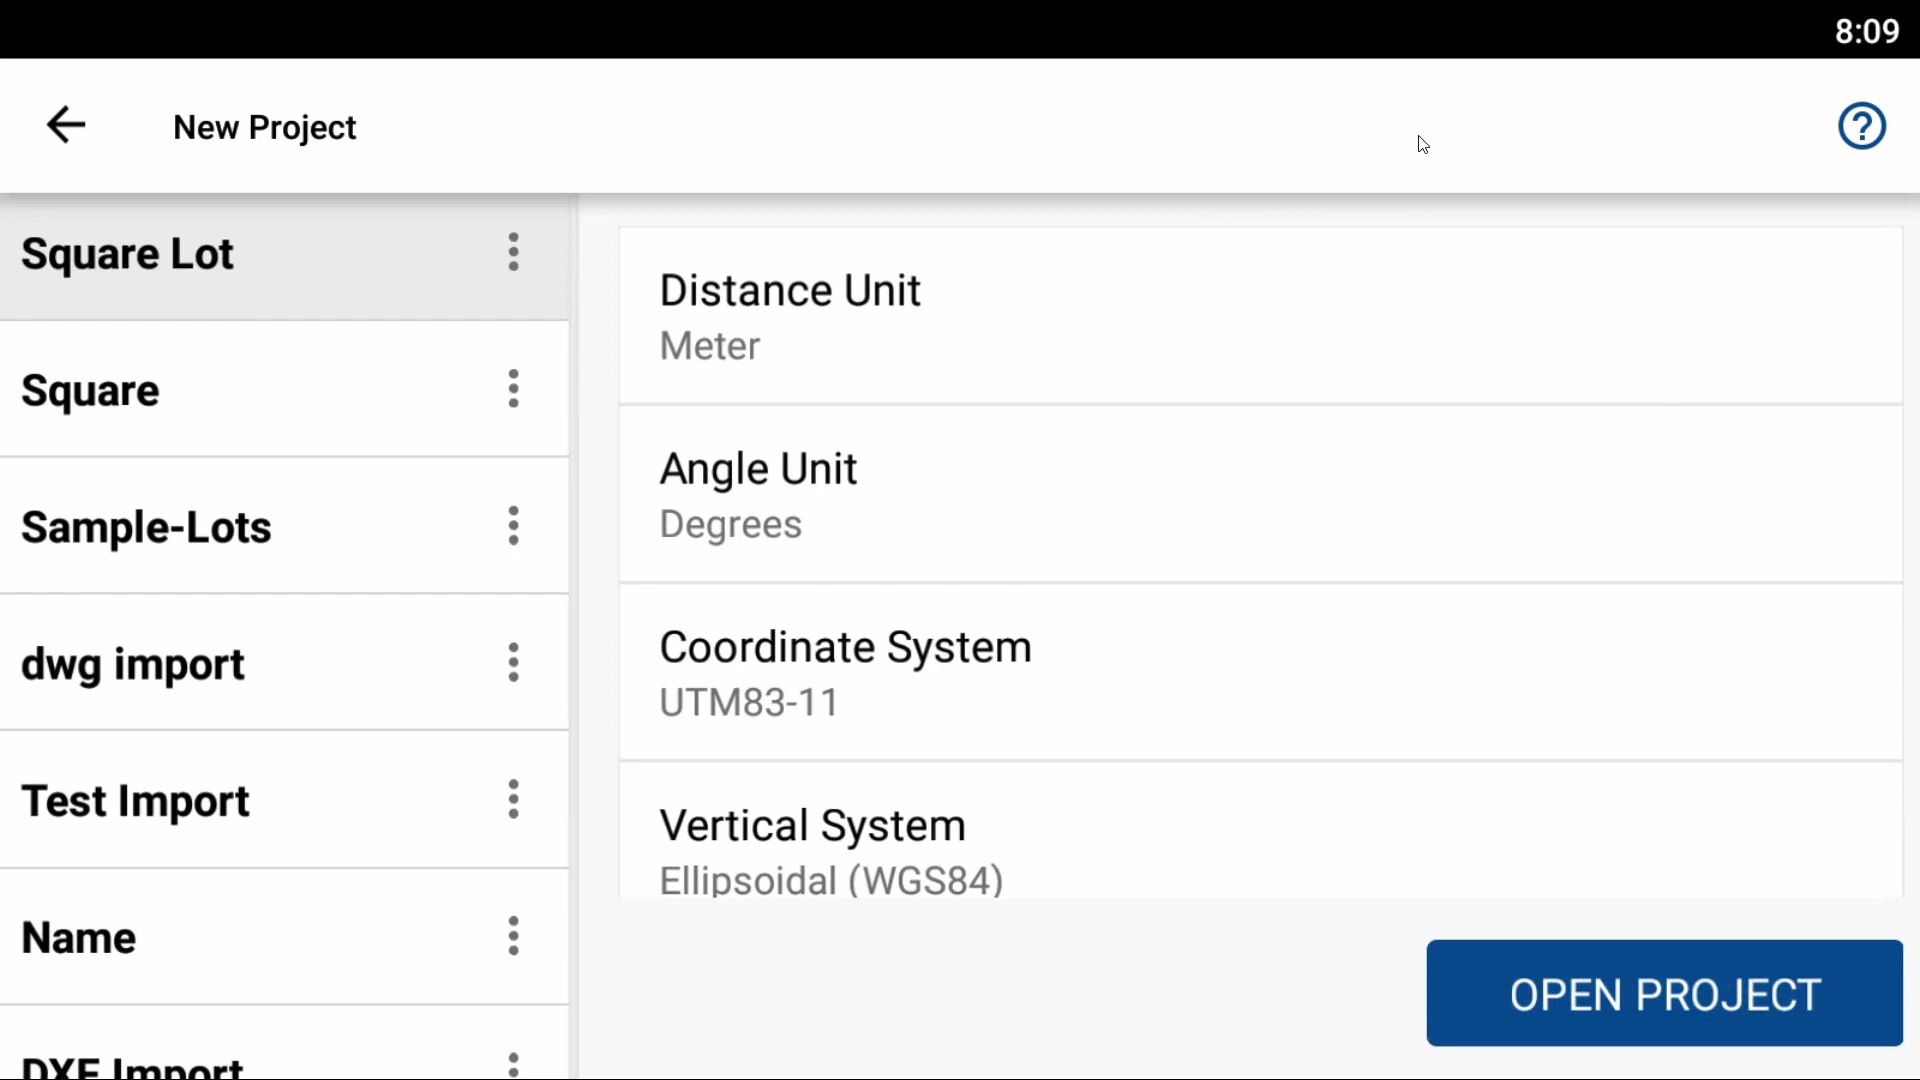 8:09
New Project
Square Lot
Square
Sample-Lots
dwg import
Test Import
Name
DXF Import
Distance Unit
Meter
Angle Unit
Degrees
Coordinate System
UTM83-11
Vertical System
Ellipsoidal (WGS84)
OPEN PROJECT